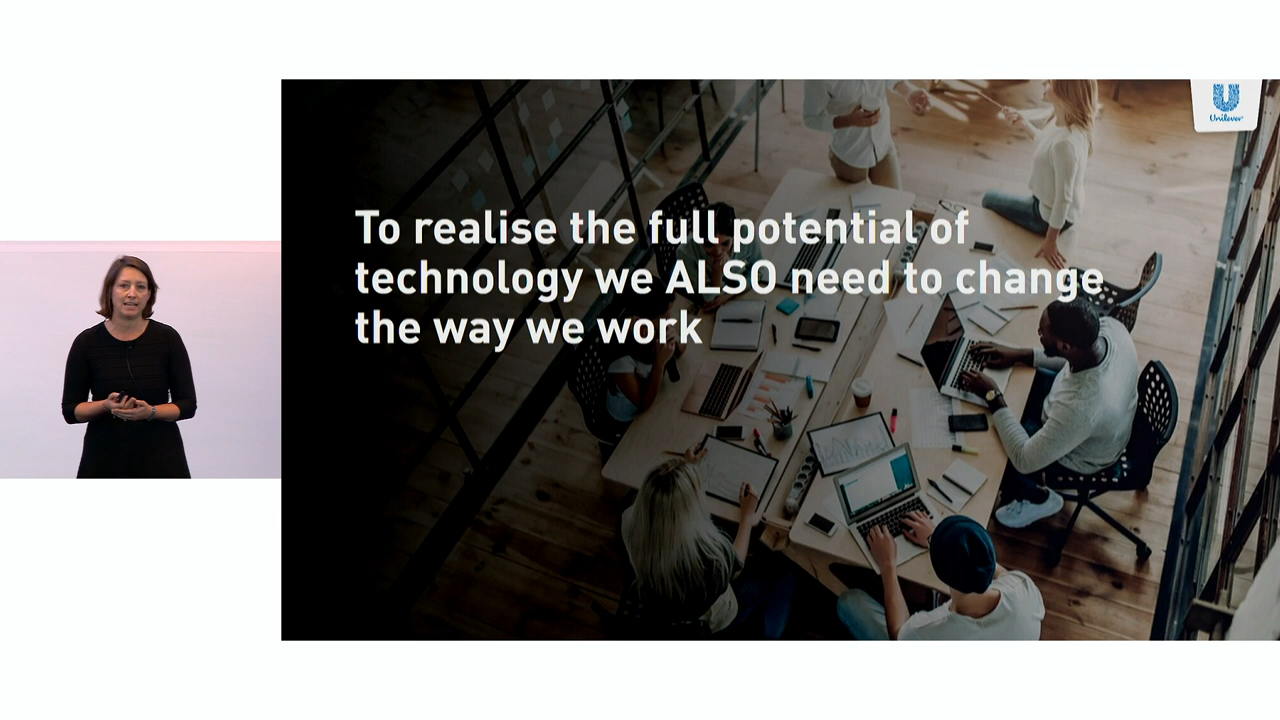 Unilever
To realise the full potential of
technology we ALSO need to change
the way we work